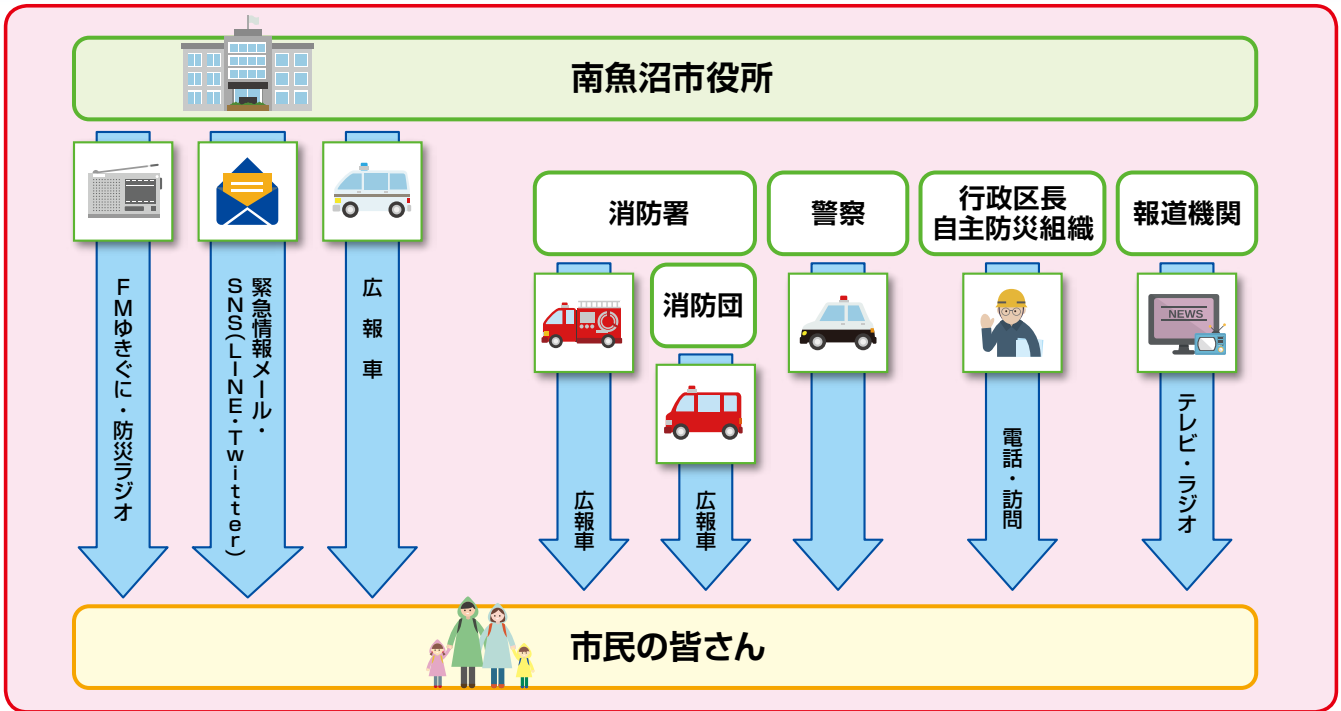 南魚沼市役所
消防署
警察
行政区長
自主防災組織
報道機関
消防団
FMゆきぐに・防災ラジオ
緊急情報メール・
SNS(LINE・Twitter)
広報車
広報車
広報車
電話・訪問
NEWS
テレビ・ラジオ
市民の皆さん